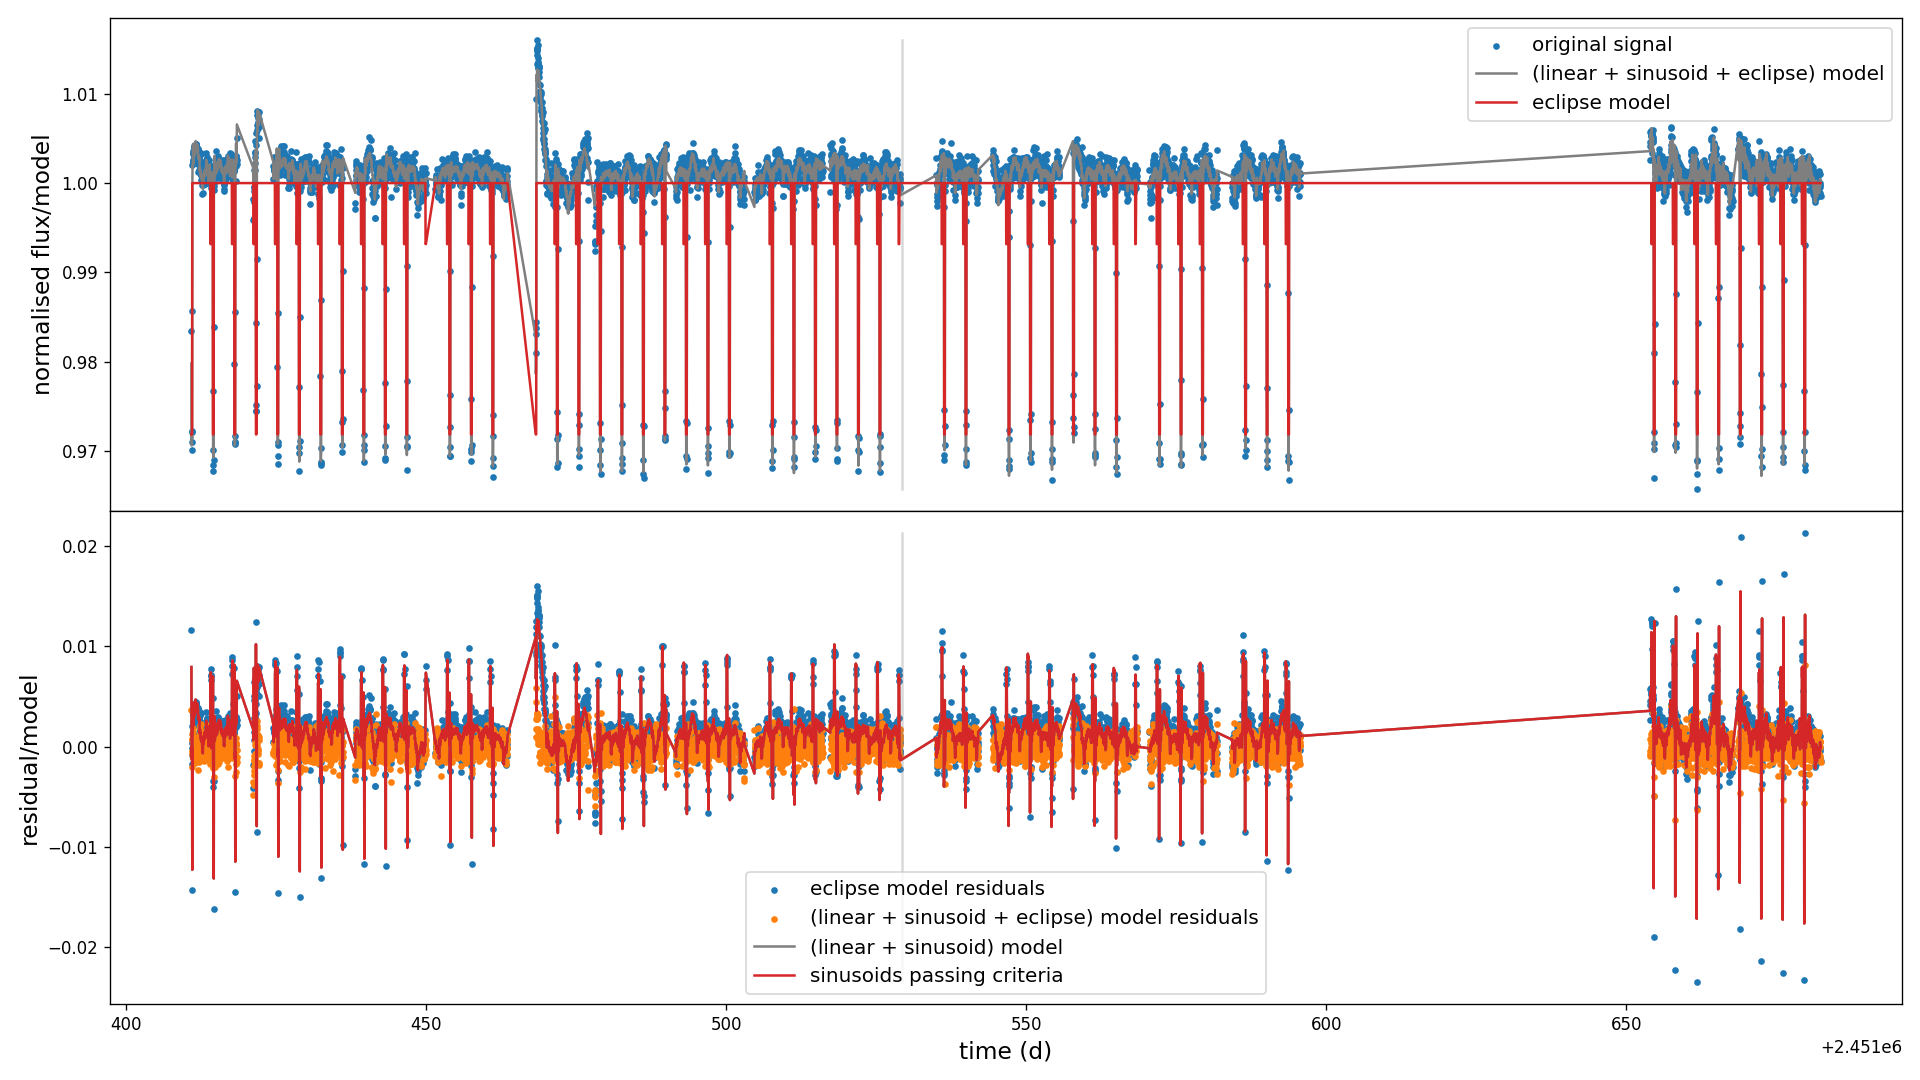 original signal
(linear + sinusoid + eclipse) model
eclipse model
normalised flux/model
1.01
1.00
0.99
0.98
0.97
residual/model
0.02
0.01
0.00
−0.01
−0.02
eclipse model residuals
(linear + sinusoid + eclipse) model residuals
(linear + sinusoid) model
sinusoids passing criteria
400
450
500
550
600
650
time (d)
+2.451e6